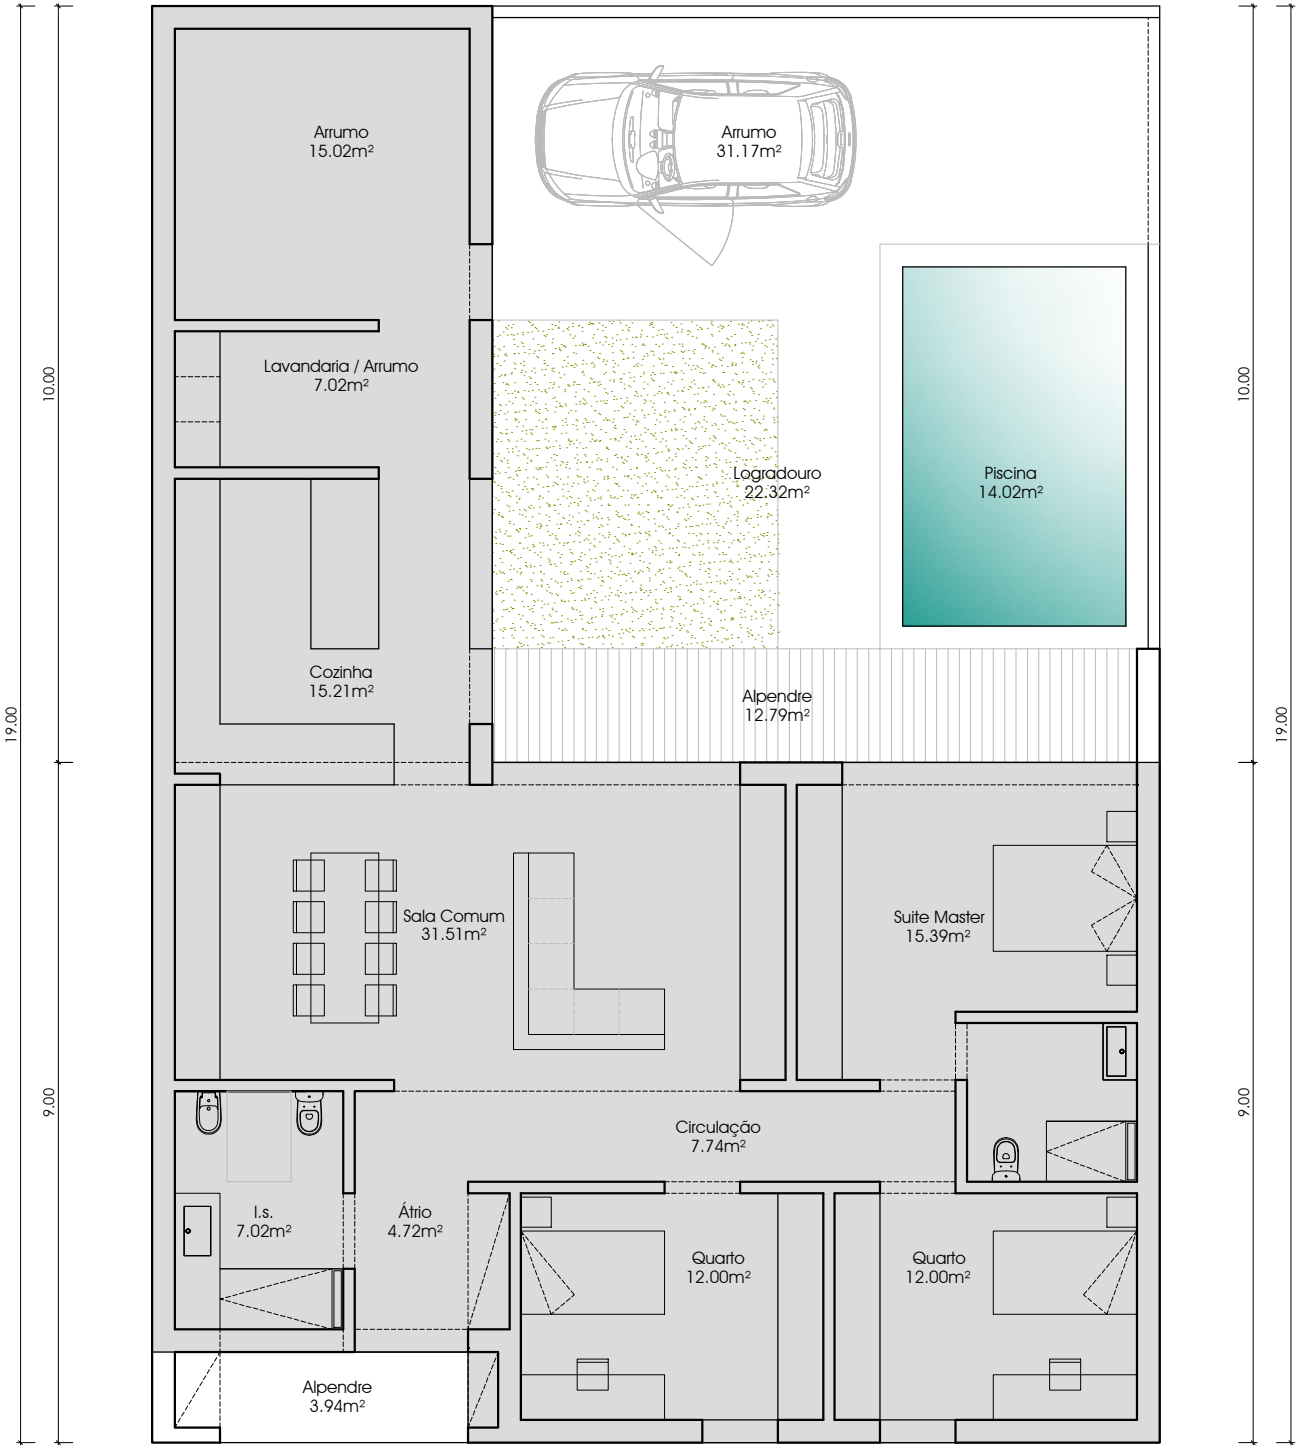 Arrumo
15.02m²
Arrumo
31.17m²
10.00
10.00
Lavandaria / Arrumo
7.02m²
Logradouro
22.32m²
Piscina
14.02m²
Cozinha
15.21m²
Alpendre
12.79m²
19.00
19.00
Sala Comum
31.51m²
Suite Master
15.39m²
9.00
9.00
Circulação
7.74m²
I.s.
7.02m²
Átrio
4.72m²
Quarto
12.00m²
Quarto
12.00m²
Alpendre
3.94m²